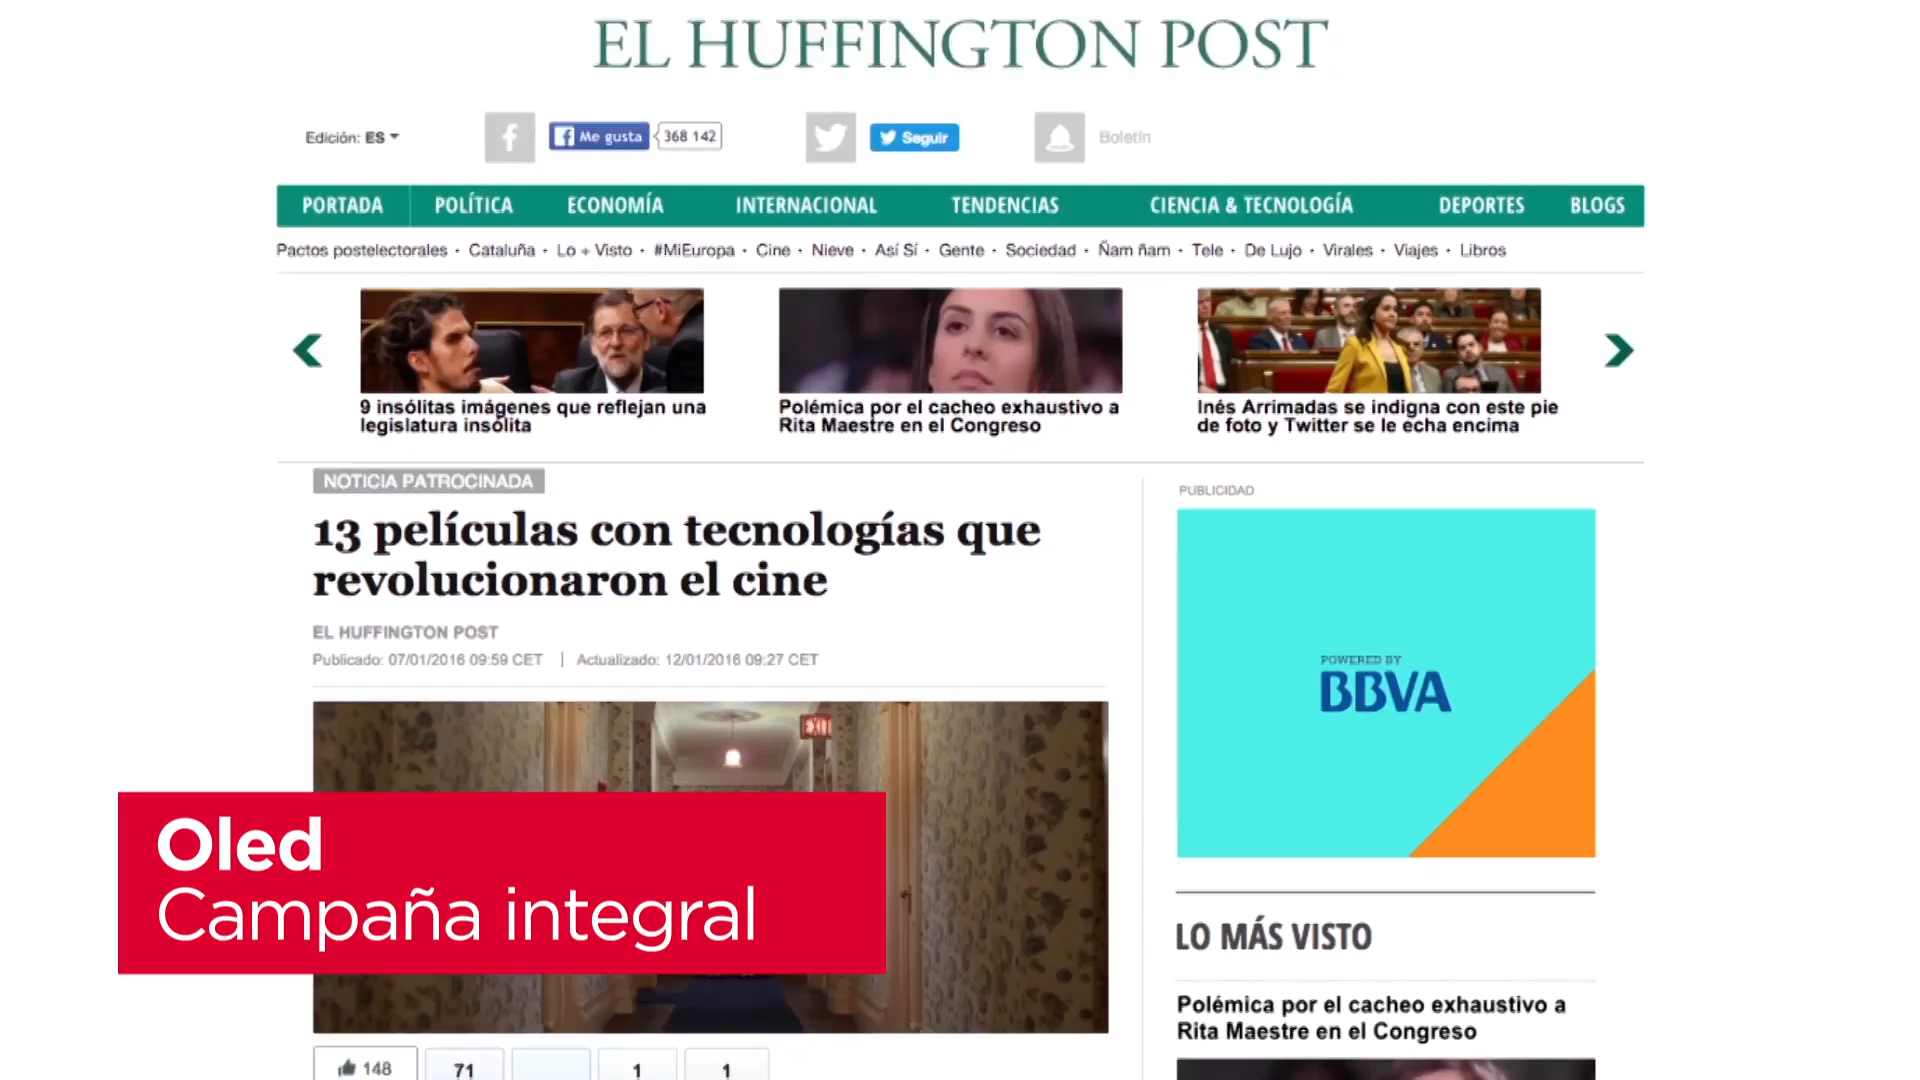 EL HUFFINGTON POST
Edición: ES
Me gusta
368 142
Seguir
Boletín
PORTADA
POLÍTICA
ECONOMÍA
INTERNACIONAL
TENDENCIAS
CIENCIA & TECNOLOGÍA
DEPORTES
BLOGS
Pactos postelectorales · Cataluña · Lo + Visto · #MiEuropa · Cine · Nieve · Así Sí · Gente · Sociedad · Ñam ñam · Tele · De Lujo · Virales · Viajes · Libros
9 insólitas imágenes que reflejan una
legislatura insólita
Polémica por el cacheo exhaustivo a
Rita Maestre en el Congreso
Inés Arrimadas se indigna con este pie
de foto y Twitter se le echa encima
NOTICIA PATROCINADA
13 películas con tecnologías que
revolucionaron el cine
EL HUFFINGTON POST
Publicado: 07/01/2016 09:59 CET | Actualizado: 12/01/2016 09:27 CET
EXIT
Oled
Campaña integral
148
71
1
1
PUBLICIDAD
POWERED BY
BBVA
LO MÁS VISTO
Polémica por el cacheo exhaustivo a
Rita Maestre en el Congreso